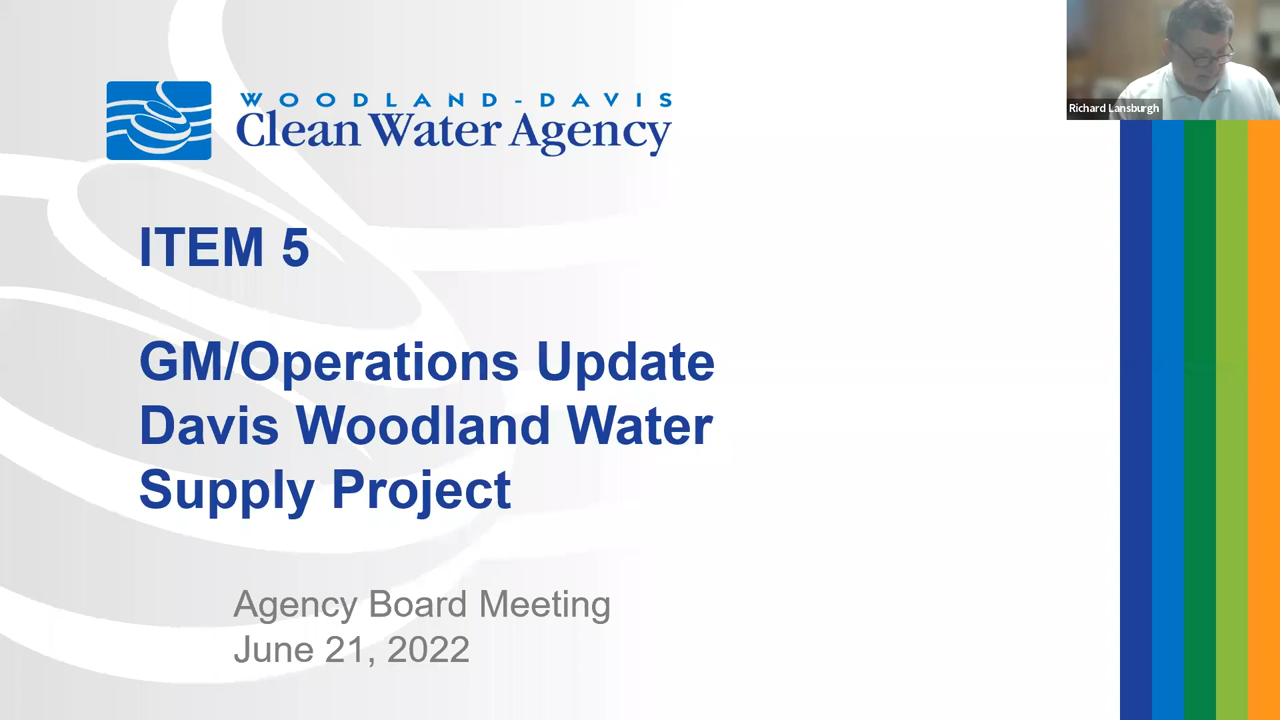 WOODLAND-DAVIS
Clean Water Agency
Richard Lansburgh
ITEM 5
GM/Operations Update
Davis Woodland Water
Supply Project
Agency Board Meeting
June 21, 2022